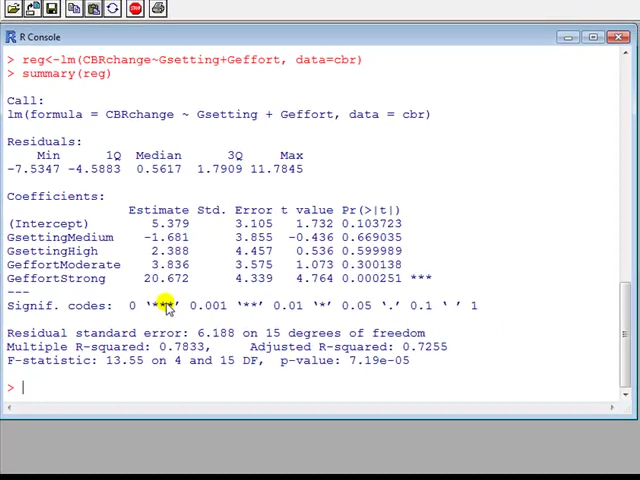 R Console
> reg<-lm(CBRchange~Gsetting+Geffort, data=cbr)
> summary(reg)
Call:
lm(formula = CBRchange ~ Gsetting + Geffort, data = cbr)
Residuals:
Min 1Q Median 3Q Max
-7.5347 -4.5883 0.5617 1.7909 11.7845
Coefficients:
Estimate Std. Error t value Pr(>|t|)
(Intercept) 5.379 3.105 1.732 0.103723
GsettingMedium -1.681 3.855 -0.436 0.669035
GsettingHigh 2.388 4.457 0.536 0.599989
GeffortModerate 3.836 3.575 1.073 0.300138
GeffortStrong 20.672 4.339 4.764 0.000251 ***
---
Signif. codes: 0 ‘***’ 0.001 ‘**’ 0.01 ‘*’ 0.05 ‘.’ 0.1 ‘ ’ 1
Residual standard error: 6.188 on 15 degrees of freedom
Multiple R-squared: 0.7833, Adjusted R-squared: 0.7255
F-statistic: 13.55 on 4 and 15 DF, p-value: 7.19e-05
>